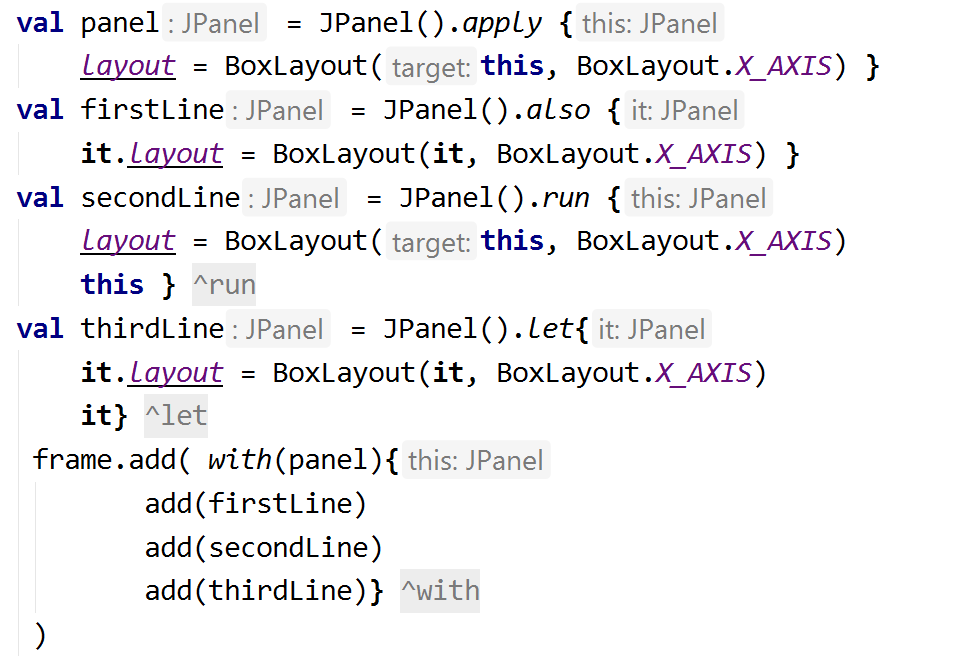 val panel : JPanel = JPanel().apply { this: JPanel
layout = BoxLayout( target: this, BoxLayout.X_AXIS) }
val firstLine : JPanel = JPanel().also { it: JPanel
it.layout = BoxLayout(it, BoxLayout.X_AXIS) }
val secondLine : JPanel = JPanel().run { this: JPanel
layout = BoxLayout( target: this, BoxLayout.X_AXIS)
this } ^run
val thirdLine : JPanel = JPanel().let{ it: JPanel
it.layout = BoxLayout(it, BoxLayout.X_AXIS)
it} ^let
frame.add( with(panel){ this: JPanel
add(firstLine)
add(secondLine)
add(thirdLine)} ^with
)